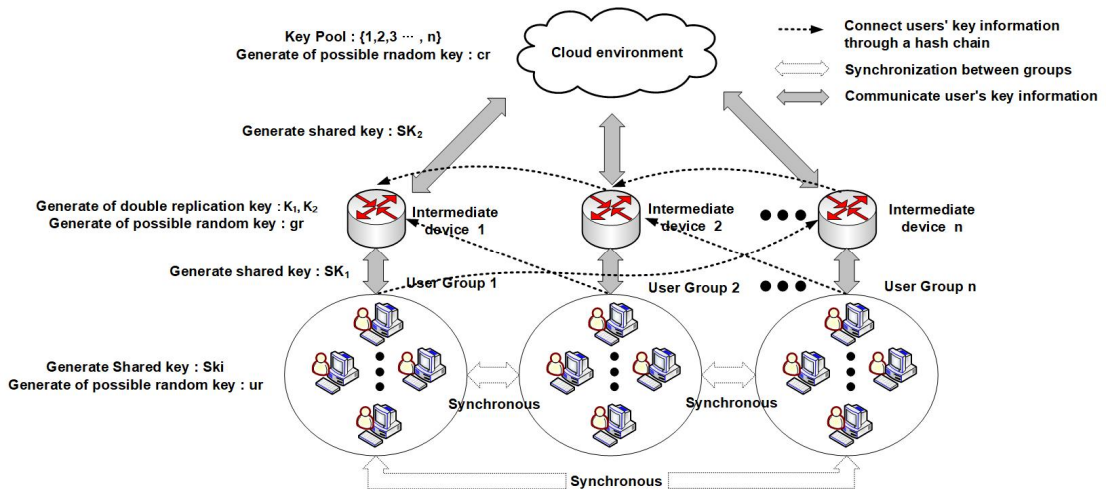 Key Pool : {1,2,3 ··· , n}
Generate of possible rnadom key : cr
Cloud environment
Connect users' key information
through a hash chain
Synchronization between groups
Communicate user's key information
Generate shared key : SK₂
Generate of double replication key : K₁, K₂
Generate of possible random key : gr
Intermediate
device 1
Intermediate
device 2
Intermediate
device n
Generate shared key : SK₁
User Group 1
User Group 2
User Group n
Generate Shared key : Ski
Generate of possible random key : ur
Synchronous
Synchronous
Synchronous